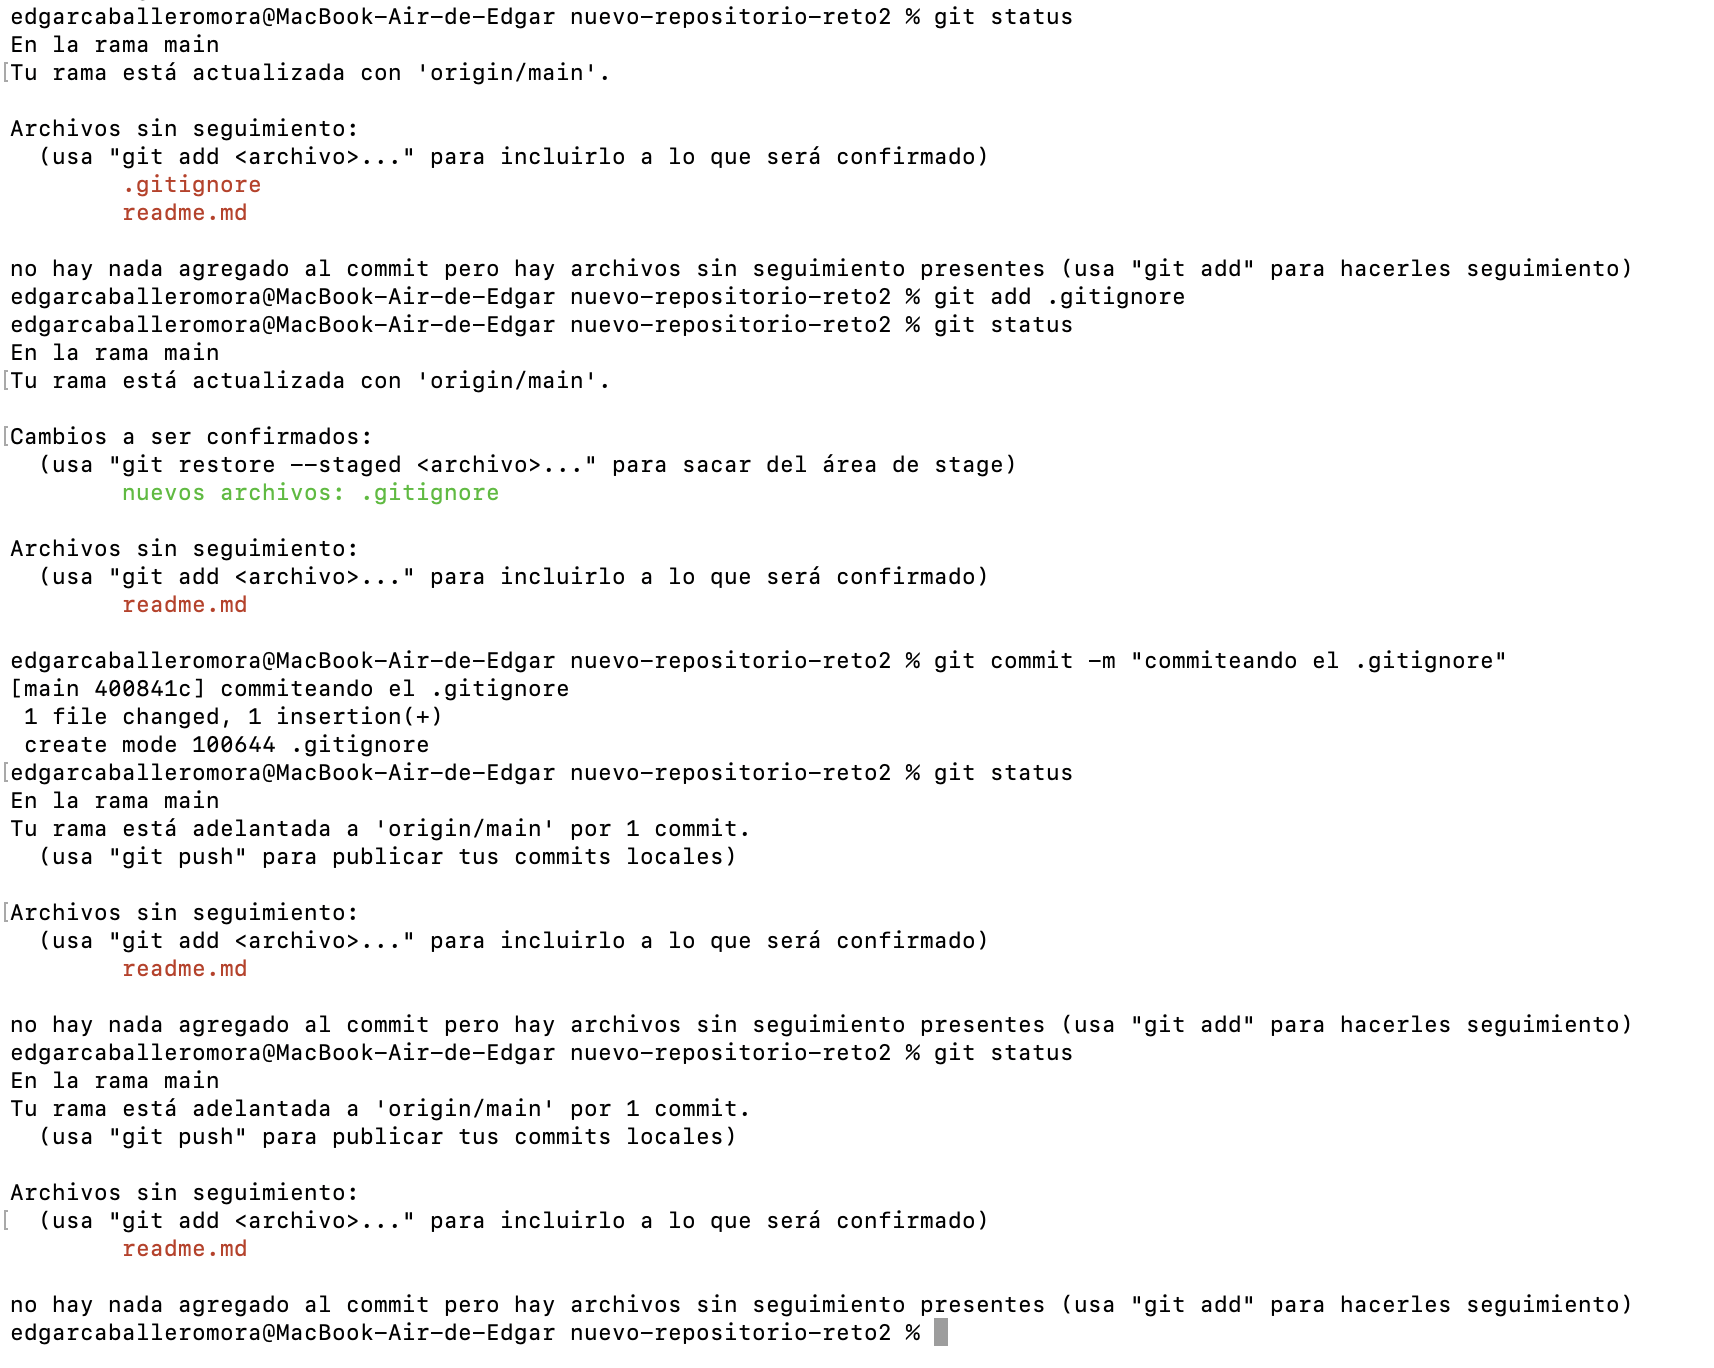 edgarcaballeromora@MacBook-Air-de-Edgar nuevo-repositorio-reto2 % git status
En la rama main
Tu rama está actualizada con 'origin/main'.
Archivos sin seguimiento:
(usa "git add <archivo>..." para incluirlo a lo que será confirmado)
.gitignore
readme.md
no hay nada agregado al commit pero hay archivos sin seguimiento presentes (usa "git add" para hacerles seguimiento)
edgarcaballeromora@MacBook-Air-de-Edgar nuevo-repositorio-reto2 % git add .gitignore
edgarcaballeromora@MacBook-Air-de-Edgar nuevo-repositorio-reto2 % git status
En la rama main
Tu rama está actualizada con 'origin/main'.
Cambios a ser confirmados:
(usa "git restore --staged <archivo>..." para sacar del área de stage)
nuevos archivos: .gitignore
Archivos sin seguimiento:
(usa "git add <archivo>..." para incluirlo a lo que será confirmado)
readme.md
edgarcaballeromora@MacBook-Air-de-Edgar nuevo-repositorio-reto2 % git commit -m "commiteando el .gitignore"
[main 400841c] commiteando el .gitignore
1 file changed, 1 insertion(+)
create mode 100644 .gitignore
edgarcaballeromora@MacBook-Air-de-Edgar nuevo-repositorio-reto2 % git status
En la rama main
Tu rama está adelantada a 'origin/main' por 1 commit.
(usa "git push" para publicar tus commits locales)
Archivos sin seguimiento:
(usa "git add <archivo>..." para incluirlo a lo que será confirmado)
readme.md
no hay nada agregado al commit pero hay archivos sin seguimiento presentes (usa "git add" para hacerles seguimiento)
edgarcaballeromora@MacBook-Air-de-Edgar nuevo-repositorio-reto2 % git status
En la rama main
Tu rama está adelantada a 'origin/main' por 1 commit.
(usa "git push" para publicar tus commits locales)
Archivos sin seguimiento:
(usa "git add <archivo>..." para incluirlo a lo que será confirmado)
readme.md
no hay nada agregado al commit pero hay archivos sin seguimiento presentes (usa "git add" para hacerles seguimiento)
edgarcaballeromora@MacBook-Air-de-Edgar nuevo-repositorio-reto2 %